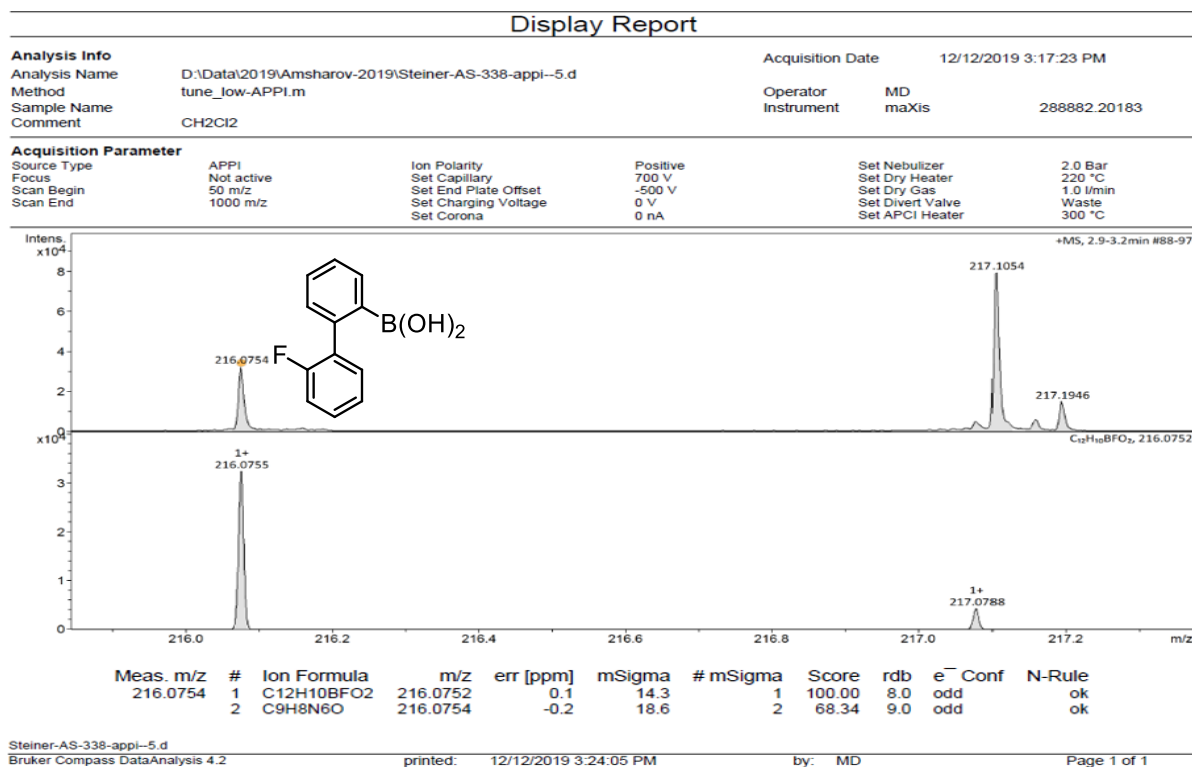 Display Report
Analysis Info
Acquisition Date 12/12/2019 3:17:23 PM
Analysis Name D:\Data\2019\Amsharov-2019\Steiner-AS-338-appi--5.d
Method tune_low-APPI.m Operator MD
Sample Name Instrument maXis 288882.20183
Comment CH2Cl2
Acquisition Parameter
Source Type APPI Ion Polarity Positive Set Nebulizer 2.0 Bar
Focus Not active Set Capillary 700 V Set Dry Heater 220 °C
Scan Begin 50 m/z Set End Plate Offset -500 V Set Dry Gas 1.0 l/min
Scan End 1000 m/z Set Charging Voltage 0 V Set Divert Valve Waste
Set Corona 0 nA Set APCI Heater 300 °C
Intens. +MS, 2.9-3.2min #88-97
x10⁴
8 217.1054
6
B(OH)₂
4 216.0754 F
2 217.1946
0
x10⁴ C₁₂H₁₀BFO₂, 216.0752
1+
216.0755
3
2
1 1+
217.0788
0
216.0 216.2 216.4 216.6 216.8 217.0 217.2 m/z
Meas. m/z # Ion Formula m/z err [ppm] mSigma # mSigma Score rdb e⁻ Conf N-Rule
216.0754 1 C12H10BFO2 216.0752 0.1 14.3 1 100.00 8.0 odd ok
2 C9H8N6O 216.0754 -0.2 18.6 2 68.34 9.0 odd ok
Steiner-AS-338-appi--5.d
Bruker Compass DataAnalysis 4.2 printed: 12/12/2019 3:24:05 PM by: MD Page 1 of 1